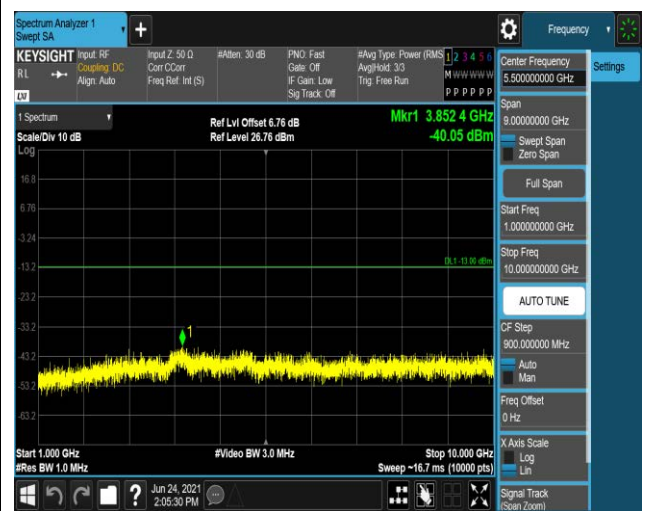 Spectrum Analyzer 1
Swept SA
Frequency
KEYSIGHT
RL
LXI
Input: RF
Coupling: DC
Align: Auto
Input Z: 50 Ω
Corr CCorr
Freq Ref: Int (S)
#Atten: 30 dB
PNO: Fast
Gate: Off
IF Gain: Low
Sig Track: Off
#Avg Type: Power (RMS
Avg|Hold: 3/3
Trig: Free Run
1 2 3 4 5 6
M W W W W W
P P P P P P
1 Spectrum
Scale/Div 10 dB
Log
Ref Lvl Offset 6.76 dB
Ref Level 26.76 dBm
Mkr1 3.852 4 GHz
-40.05 dBm
16.8
6.76
-3.24
-13.2
DL1 -13.00 dBm
-23.2
-33.2
1
-43.2
-53.2
-63.2
Start 1.000 GHz
#Video BW 3.0 MHz
Stop 10.000 GHz
#Res BW 1.0 MHz
Sweep ~16.7 ms (10000 pts)
?
Jun 24, 2021
2:05:30 PM
Center Frequency
5.500000000 GHz
Settings
Span
9.00000000 GHz
Swept Span
Zero Span
Full Span
Start Freq
1.000000000 GHz
Stop Freq
10.000000000 GHz
AUTO TUNE
CF Step
900.000000 MHz
Auto
Man
Freq Offset
0 Hz
X Axis Scale
Log
Lin
Signal Track
(Span Zoom)